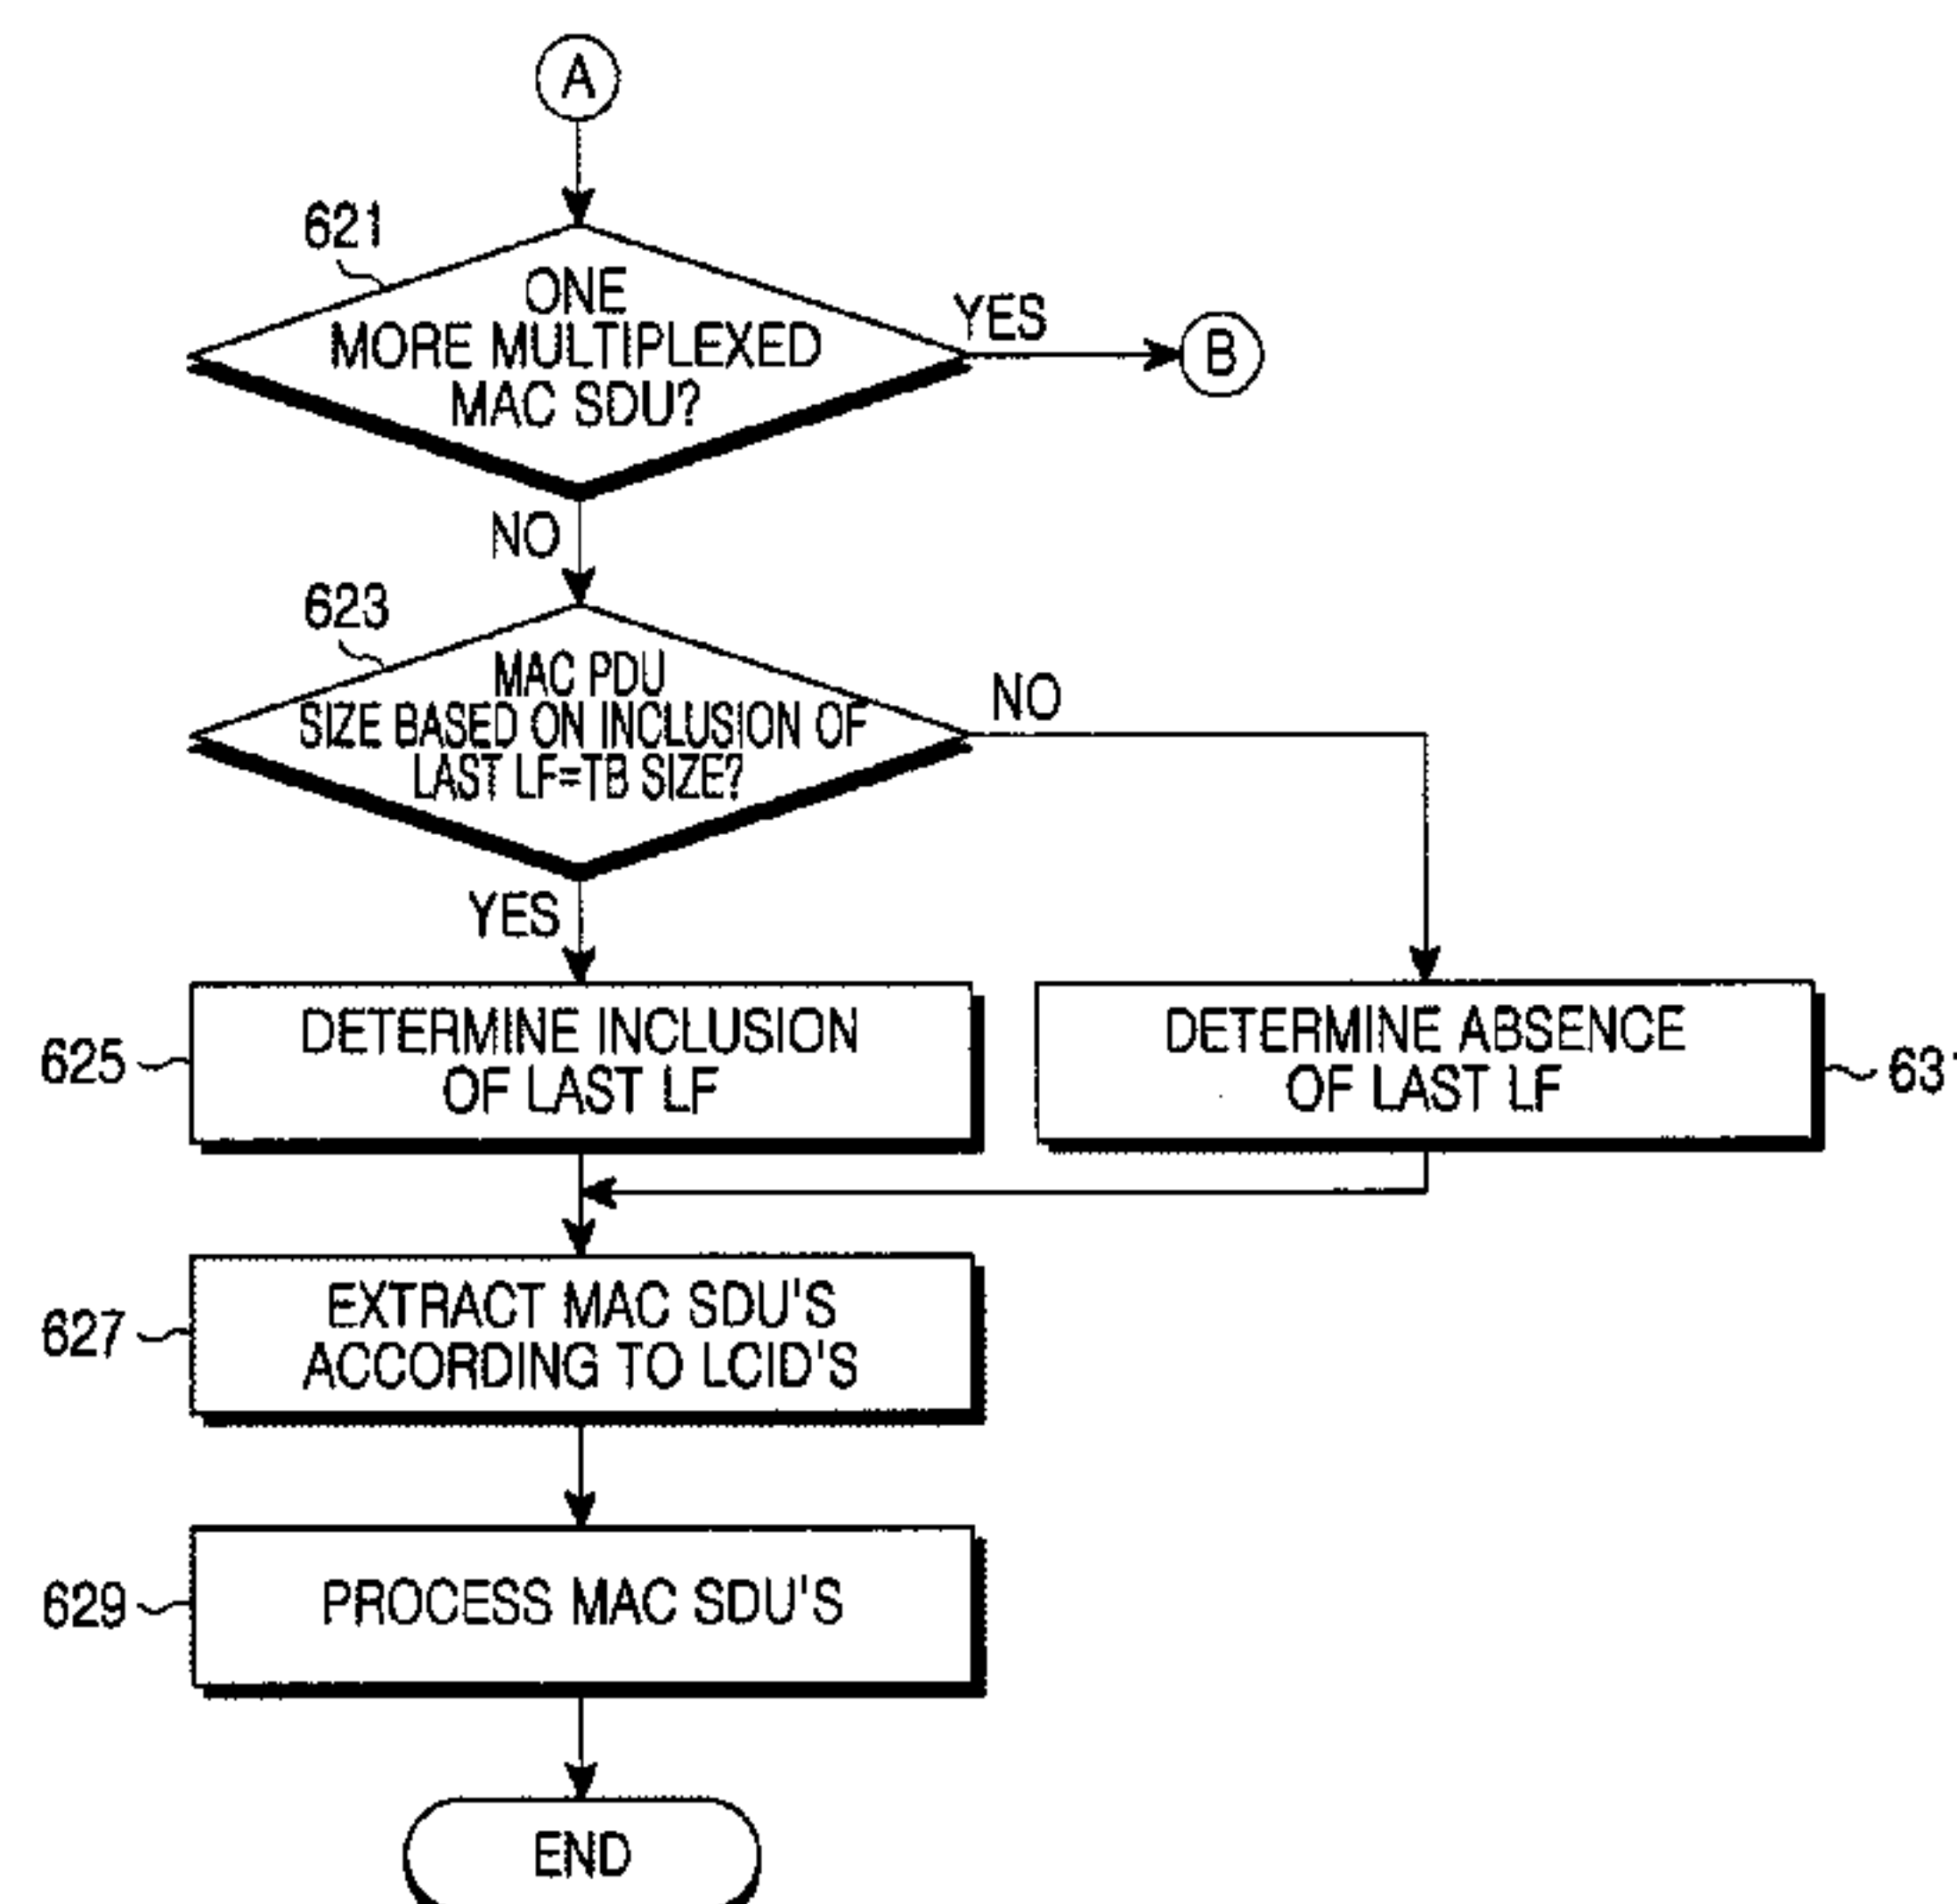 A
621
ONE
MORE MULTIPLEXED
MAC SDU?
YES
B
NO
623
MAC PDU
SIZE BASED ON INCLUSION OF
LAST LF=TB SIZE?
NO
YES
625
DETERMINE INCLUSION
OF LAST LF
DETERMINE ABSENCE
OF LAST LF
627
EXTRACT MAC SDU'S
ACCORDING TO LCID'S
629
PROCESS MAC SDU'S
END